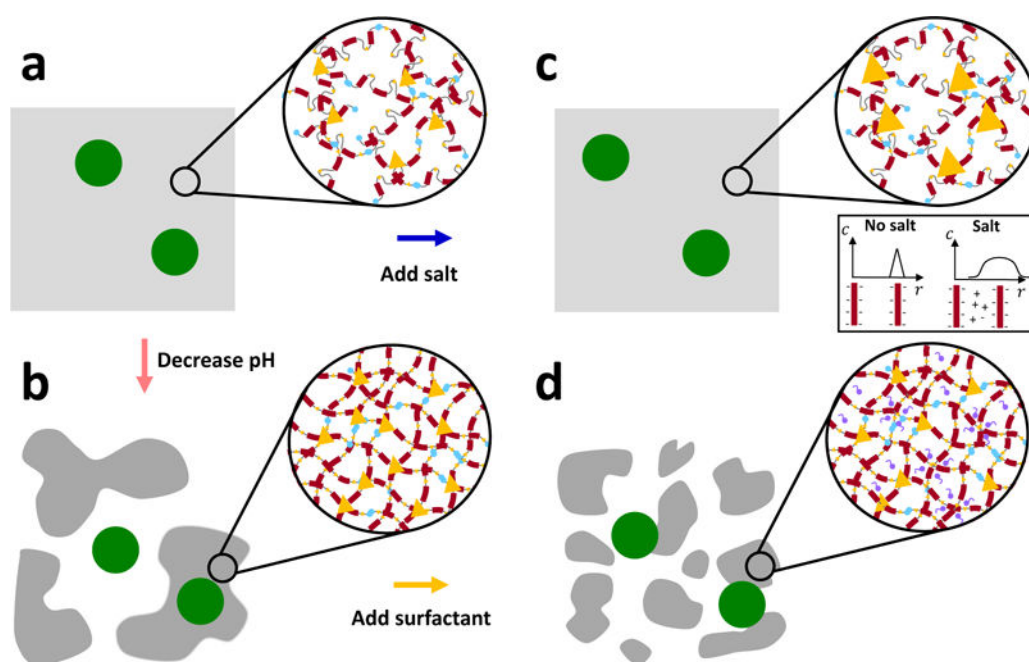 a
c
Add salt
No salt
Salt
c
r
c
r
Decrease pH
b
d
Add surfactant